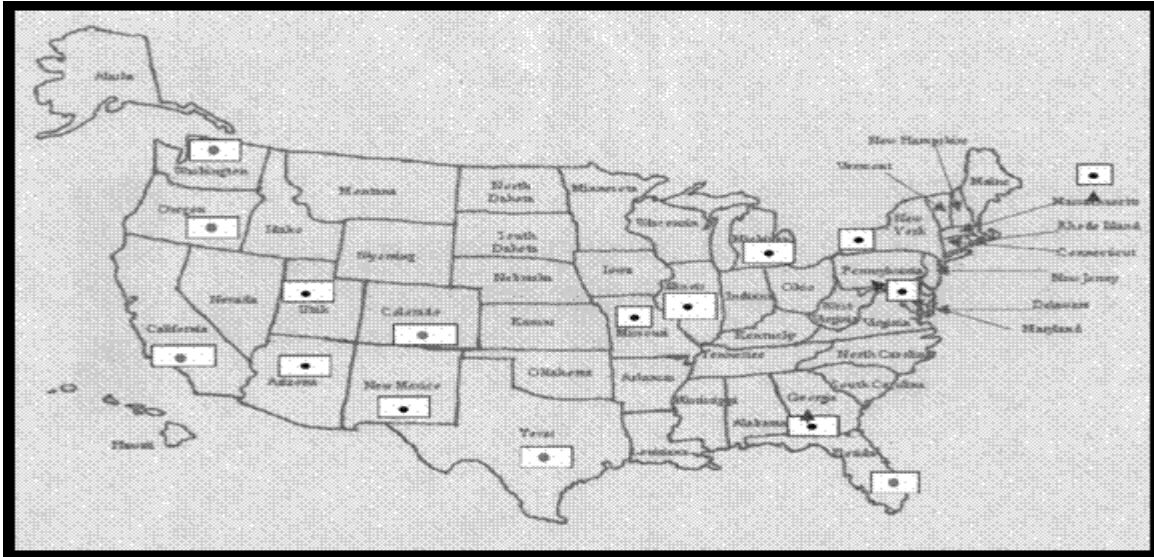 Alaska
New Hampshire
Vermont
Washington
Maine
Montana
North
Dakota
Minnesota
Massachusetts
Oregon
New
York
Rhode Island
Idaho
Wisconsin
Michigan
South
Dakota
Connecticut
Wyoming
Iowa
Pennsylvania
Nebraska
New Jersey
Nevada
Illinois
Indiana
Ohio
Utah
Colorado
West
Virginia
Delaware
California
Kansas
Missouri
Virginia
Maryland
Kentucky
Tennessee
North Carolina
Arizona
New Mexico
Oklahoma
Arkansas
South Carolina
Mississippi
Georgia
Alabama
Hawaii
Texas
Louisiana
Florida